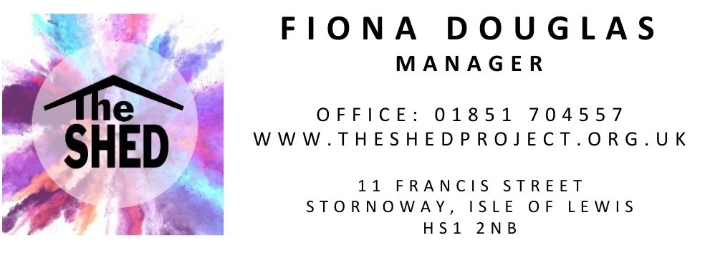 The
SHED
FIONA DOUGLAS
MANAGER
OFFICE: 01851 704557
WWW.THESHEDPROJECT.ORG.UK
11 FRANCIS STREET
STORNOWAY, ISLE OF LEWIS
HS1 2NB